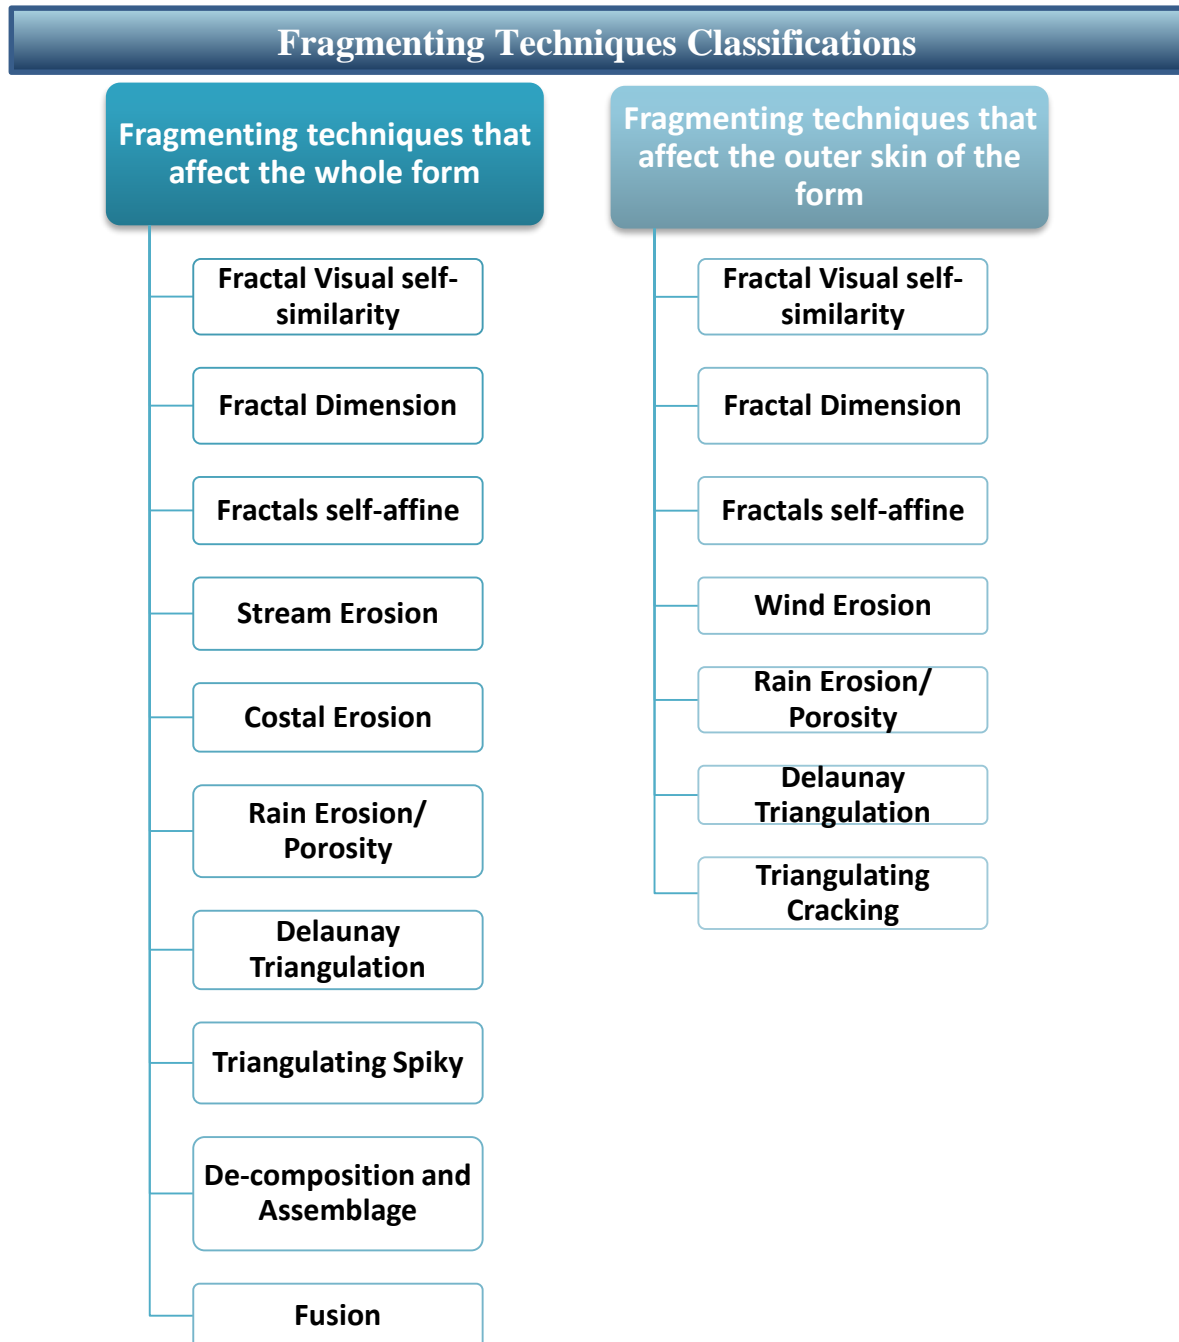 Fragmenting Techniques Classifications
Fragmenting techniques that
affect the whole form
Fractal Visual self-
similarity
Fractal Dimension
Fractals self-affine
Stream Erosion
Costal Erosion
Rain Erosion/
Porosity
Delaunay
Triangulation
Triangulating Spiky
De-composition and
Assemblage
Fusion
Fragmenting techniques that
affect the outer skin of the
form
Fractal Visual self-
similarity
Fractal Dimension
Fractals self-affine
Wind Erosion
Rain Erosion/
Porosity
Delaunay
Triangulation
Triangulating
Cracking